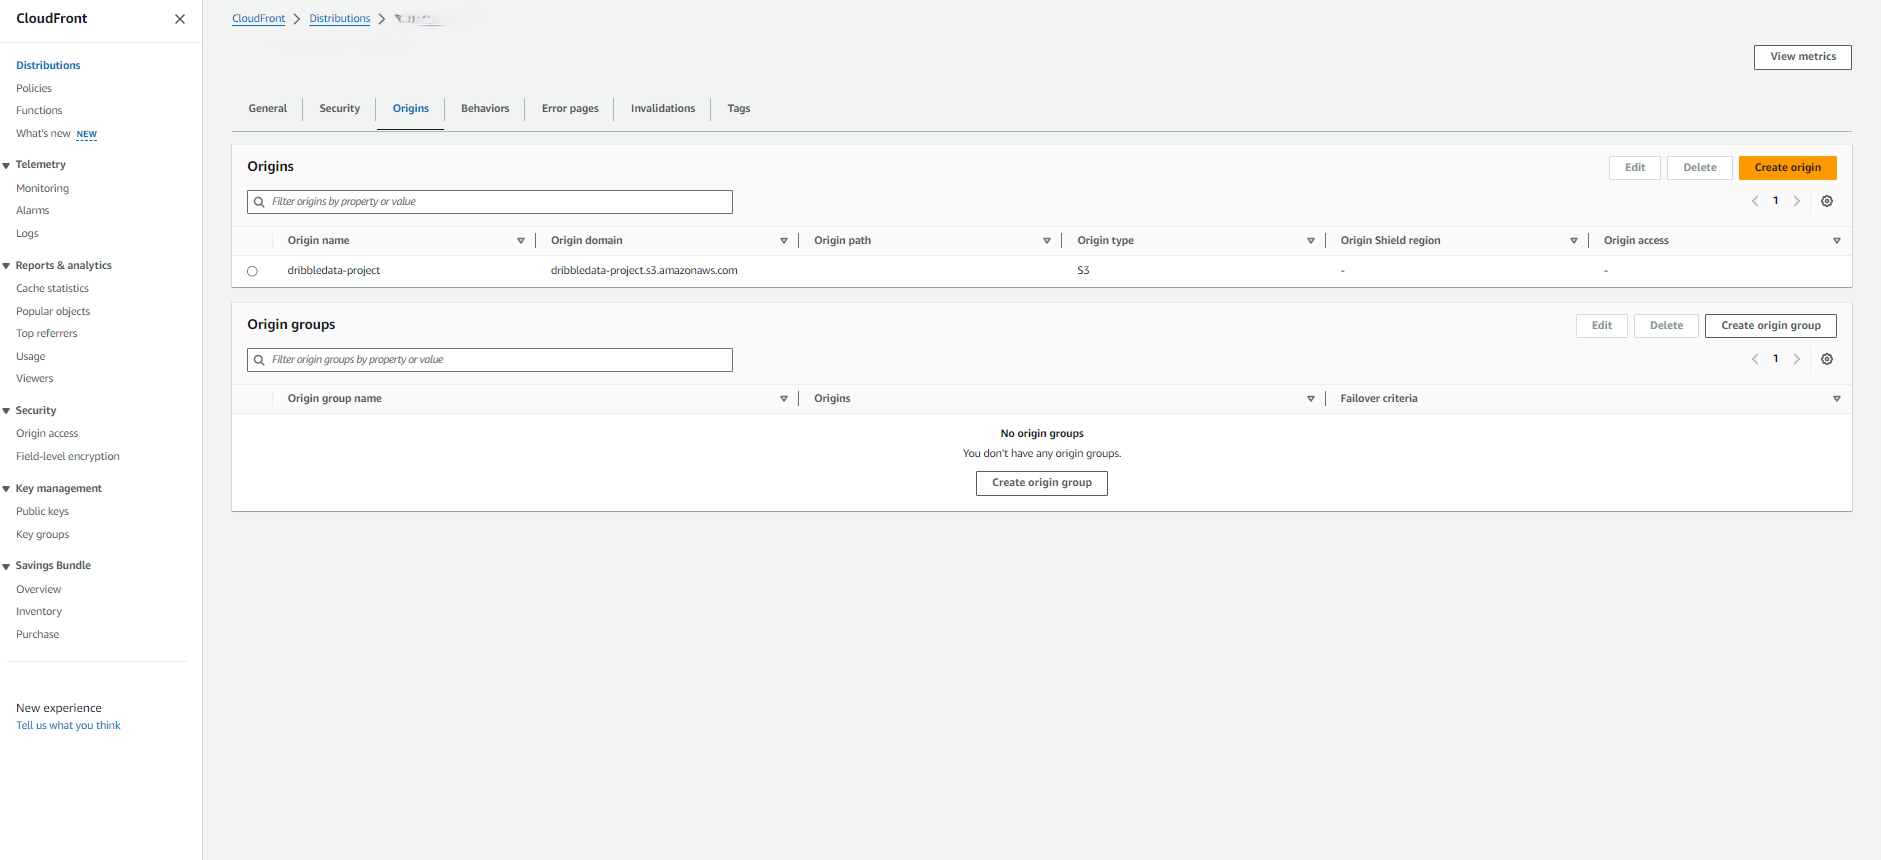 CloudFront
Distributions
Policies
Functions
What's new NEW
Telemetry
Monitoring
Alarms
Logs
Reports & analytics
Cache statistics
Popular objects
Top referrers
Usage
Viewers
Security
Origin access
Field-level encryption
Key management
Public keys
Key groups
Savings Bundle
Overview
Inventory
Purchase
New experience
Tell us what you think
CloudFront Distributions
View metrics
General Security Origins Behaviors Error pages Invalidations Tags
Origins Edit Delete Create origin
Filter origins by property or value 1
Origin name Origin domain Origin path Origin type Origin Shield region Origin access
dribbledata-project dribbledata-project.s3.amazonaws.com S3 - -
Origin groups Edit Delete Create origin group
Filter origin groups by property or value 1
Origin group name Origins Failover criteria
No origin groups
You don't have any origin groups.
Create origin group